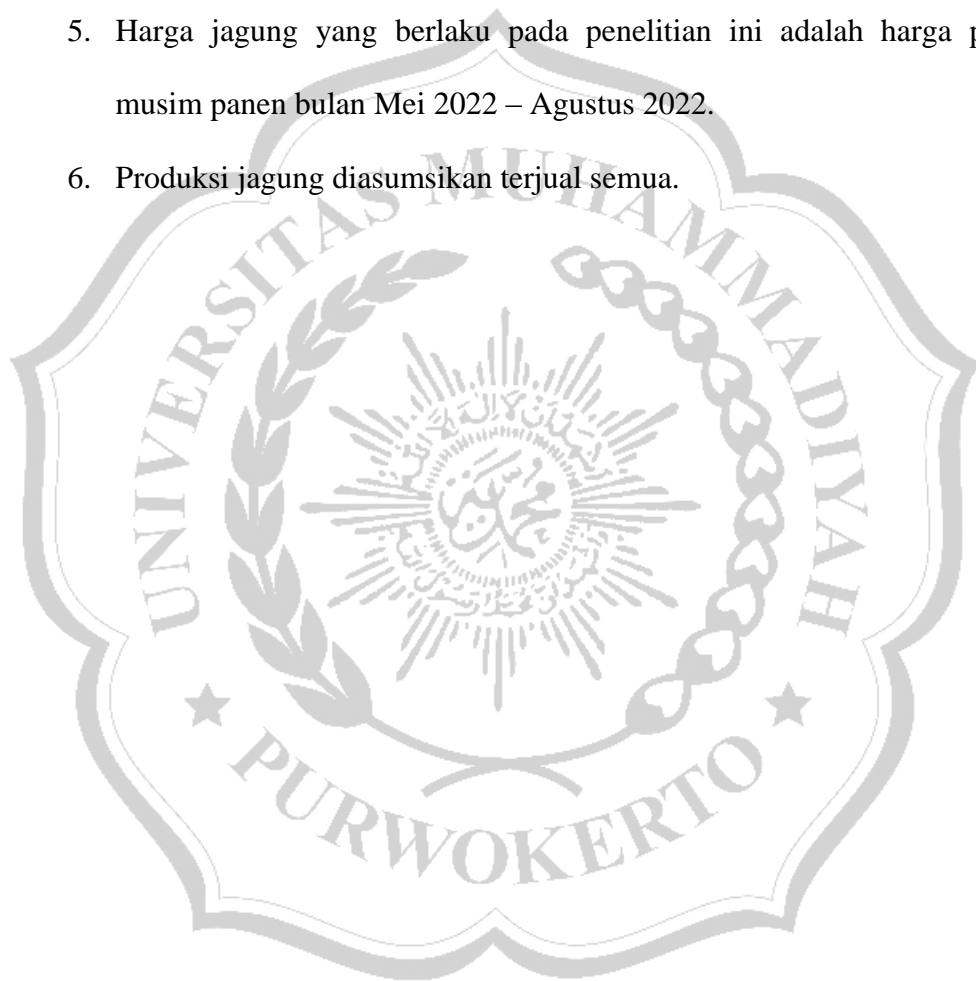 5. Harga jagung yang berlaku pada penelitian ini adalah harga
musim panen bulan Mei 2022 – Agustus 2022.
6. Produksi jagung diasumsikan terjual semua.
UNIVERSITAS MUHAMMADIYAH
PURWOKERTO